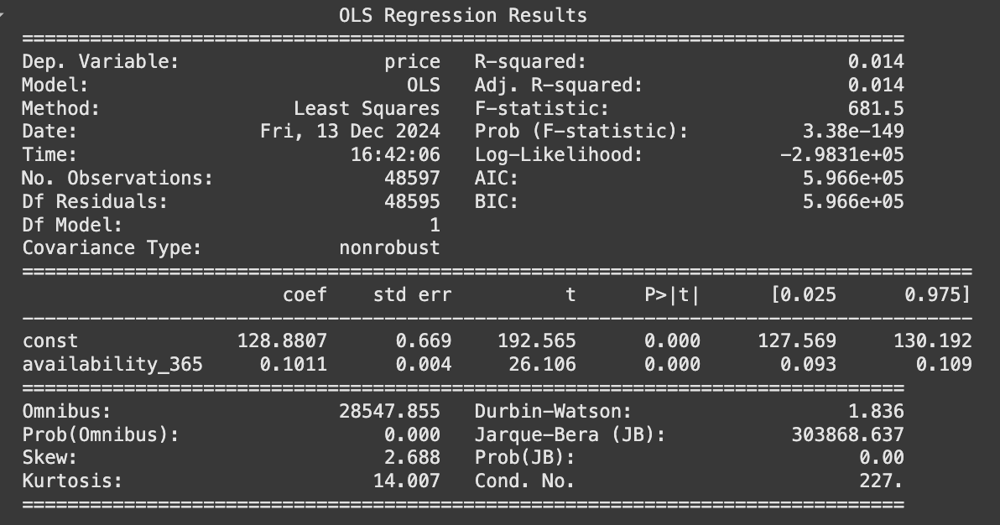 OLS Regression Results
==============================================================================
Dep. Variable: price R-squared: 0.014
Model: OLS Adj. R-squared: 0.014
Method: Least Squares F-statistic: 681.5
Date: Fri, 13 Dec 2024 Prob (F-statistic): 3.38e-149
Time: 16:42:06 Log-Likelihood: -2.9831e+05
No. Observations: 48597 AIC: 5.966e+05
Df Residuals: 48595 BIC: 5.966e+05
Df Model: 1
Covariance Type: nonrobust
====================================================================================
coef std err t P>|t| [0.025 0.975]
------------------------------------------------------------------------------------
const 128.8807 0.669 192.565 0.000 127.569 130.192
availability_365 0.1011 0.004 26.106 0.000 0.093 0.109
==============================================================================
Omnibus: 28547.855 Durbin-Watson: 1.836
Prob(Omnibus): 0.000 Jarque-Bera (JB): 303868.637
Skew: 2.688 Prob(JB): 0.00
Kurtosis: 14.007 Cond. No. 227.
==============================================================================